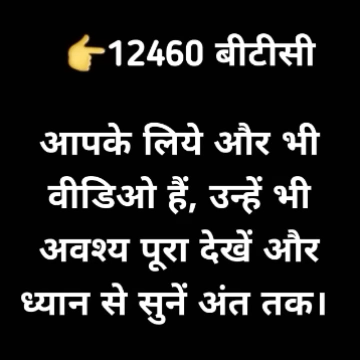 👉12460 बीटीसी
आपके लिये और भी
वीडिओ हैं, उन्हें भी
अवश्य पूरा देखें और
ध्यान से सुनें अंत तक।